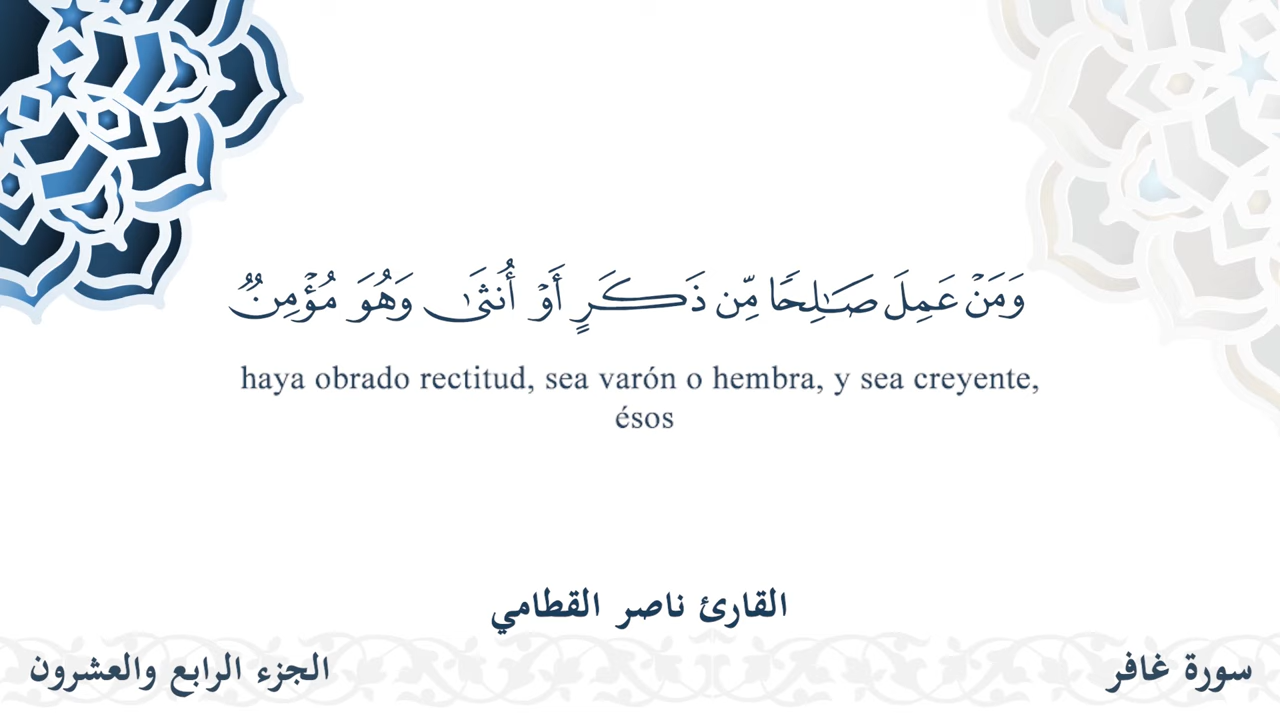 وَمَنۡ عَمِلَ صَٰلِحٗا مِّن ذَكَرٍ أَوۡ أُنثَىٰ وَهُوَ مُؤۡمِنٞ
haya obrado rectitud, sea varón o hembra, y sea creyente,
ésos
القارئ ناصر القطامي
سورة غافر
الجزء الرابع والعشرون